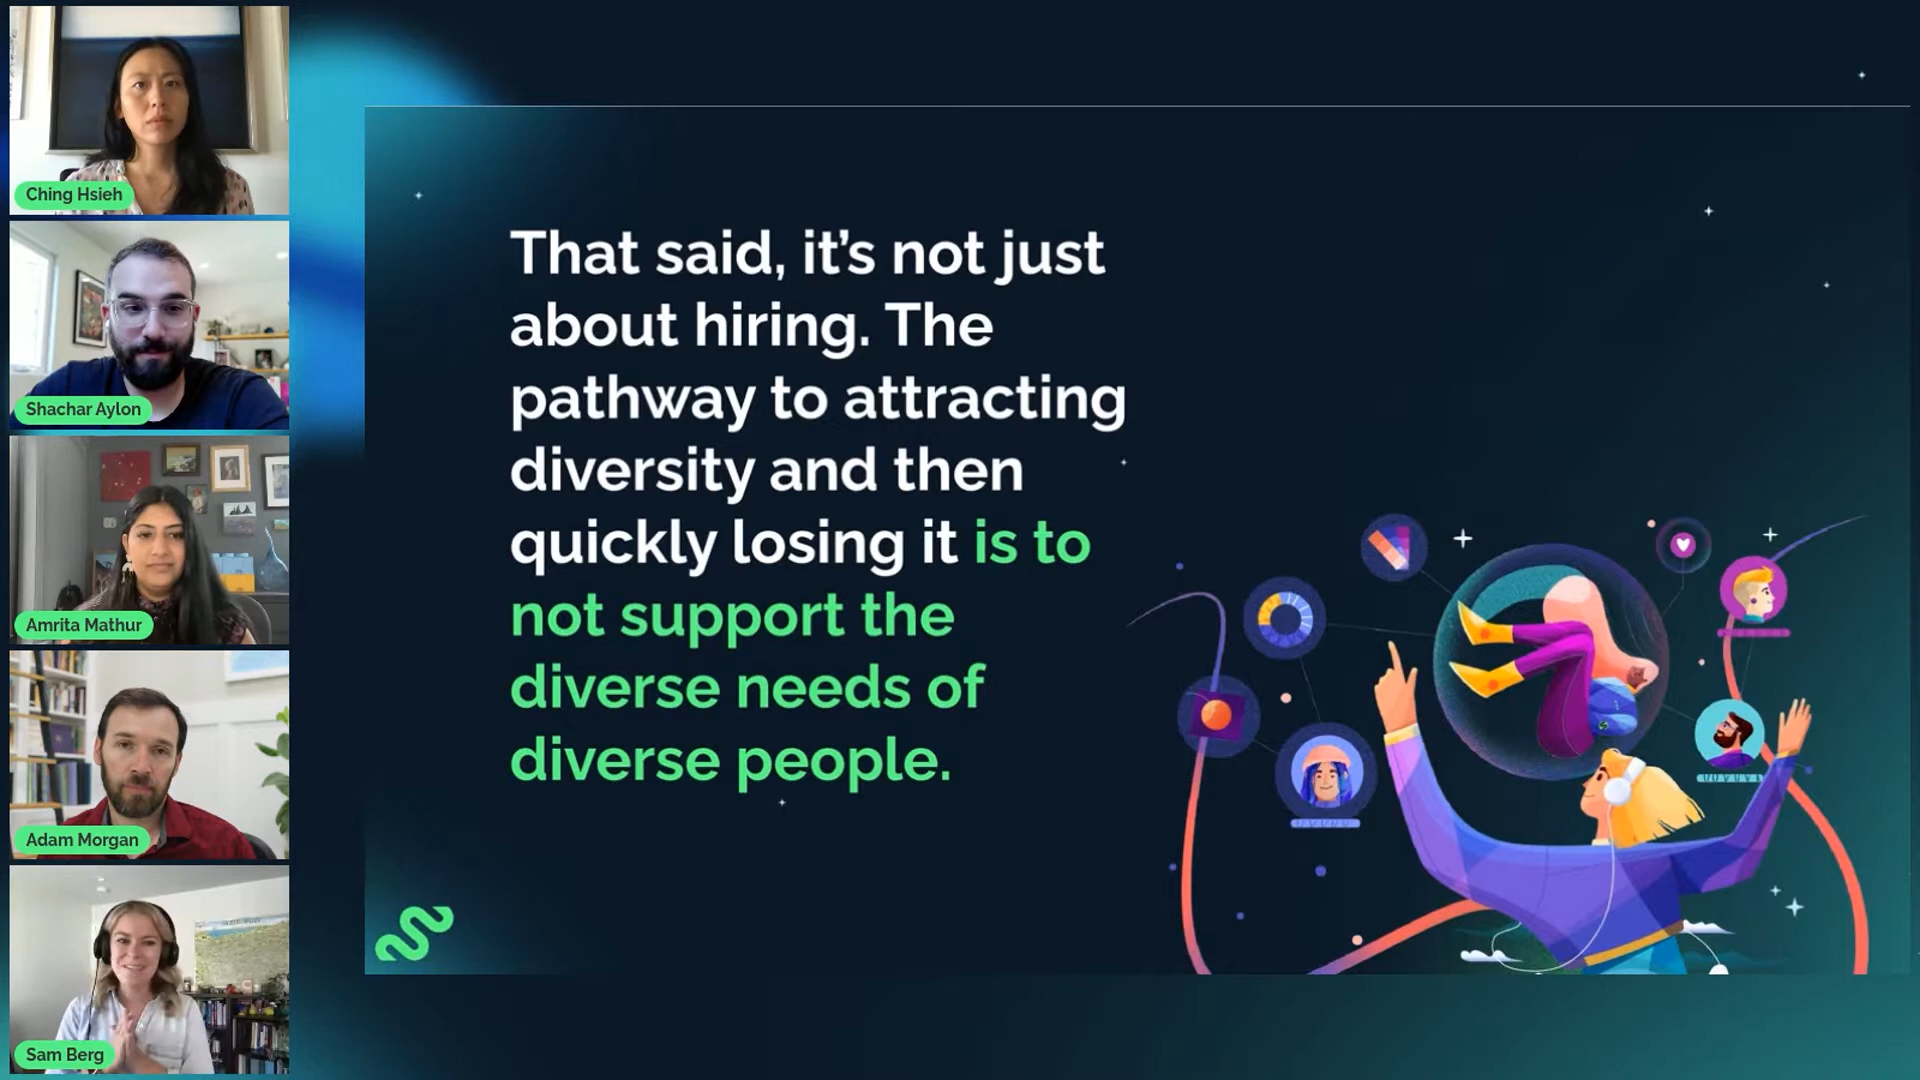 Ching Hsieh
Shachar Aylon
Amrita Mathur
Adam Morgan
Sam Berg
That said, it’s not just
about hiring. The
pathway to attracting
diversity and then
quickly losing it is to
not support the
diverse needs of
diverse people.